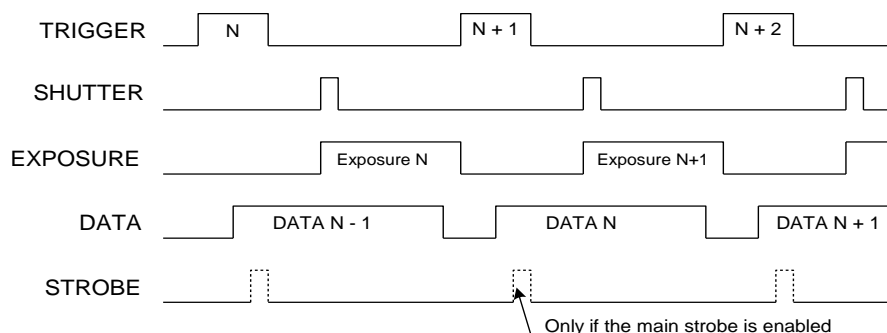 TRIGGER N N + 1 N + 2
SHUTTER
EXPOSURE Exposure N Exposure N+1
DATA DATA N - 1 DATA N DATA N + 1
STROBE
Only if the main strobe is enabled